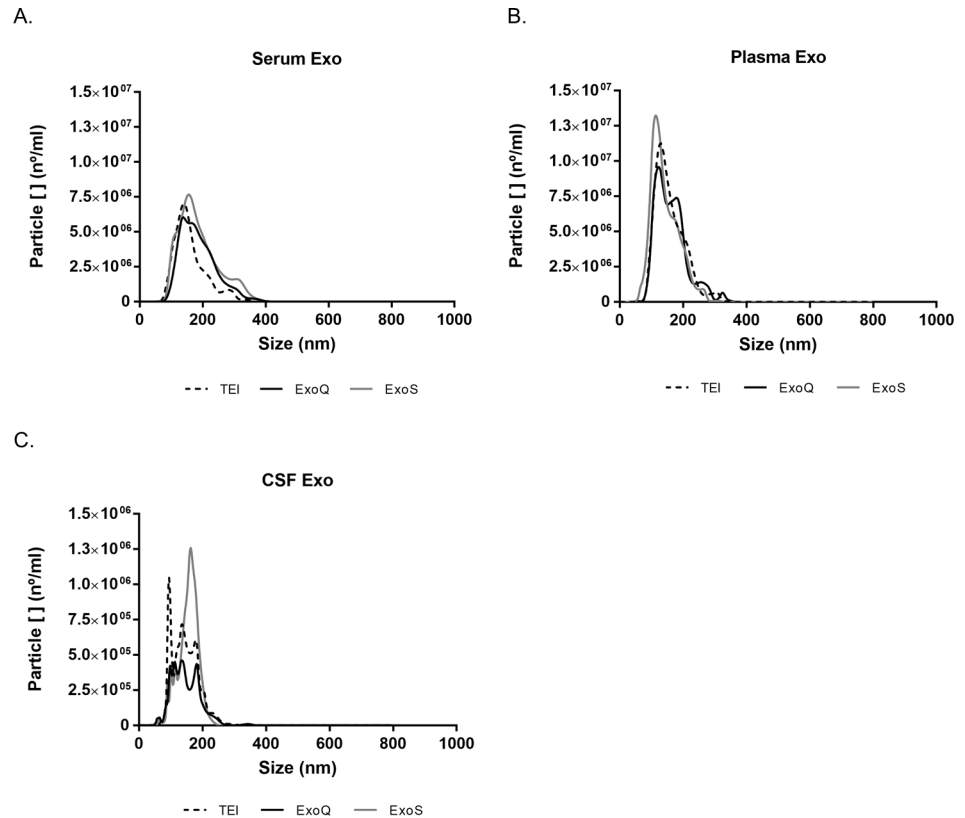 A.
Serum Exo
1.5×10⁰⁷
1.3×10⁰⁷
1.0×10⁰⁷
7.5×10⁰⁶
5.0×10⁰⁶
2.5×10⁰⁶
0
Particle [ ] (nº/ml)
0 200 400 600 800 1000
Size (nm)
TEI ExoQ ExoS
B.
Plasma Exo
1.5×10⁰⁷
1.3×10⁰⁷
1.0×10⁰⁷
7.5×10⁰⁶
5.0×10⁰⁶
2.5×10⁰⁶
0
Particle [ ] (nº/ml)
0 200 400 600 800 1000
Size (nm)
TEI ExoQ ExoS
C.
CSF Exo
1.5×10⁰⁶
1.3×10⁰⁶
1.0×10⁰⁶
7.5×10⁰⁵
5.0×10⁰⁵
2.5×10⁰⁵
0
Particle [ ] (nº/ml)
0 200 400 600 800 1000
Size (nm)
TEI ExoQ ExoS